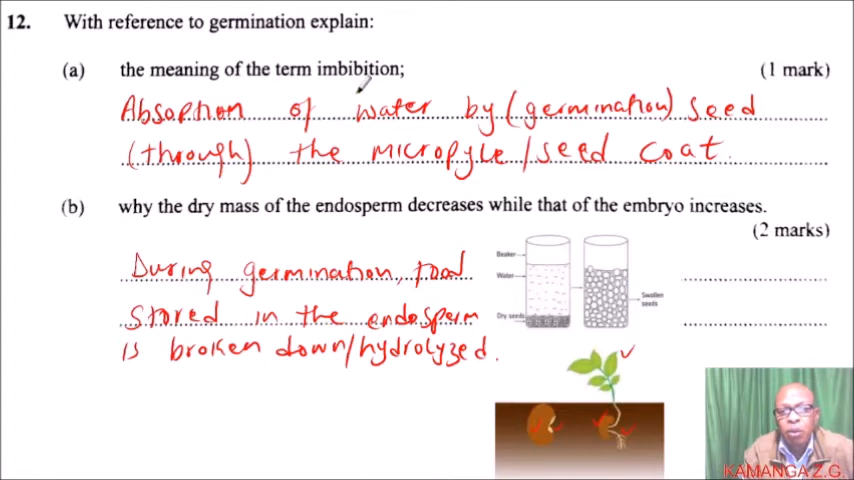 12. With reference to germination explain:
(a) the meaning of the term imbibition; (1 mark)
Absoption of water by (germination) seed
(through) the micropyle/seed coat.
(b) why the dry mass of the endosperm decreases while that of the embryo increases.
(2 marks)
During germination, food
stored in the endosperm
is broken down/hydrolyzed.
Beaker
Water
Dry seeds
Swollen
seeds
KAMANGA Z.G.